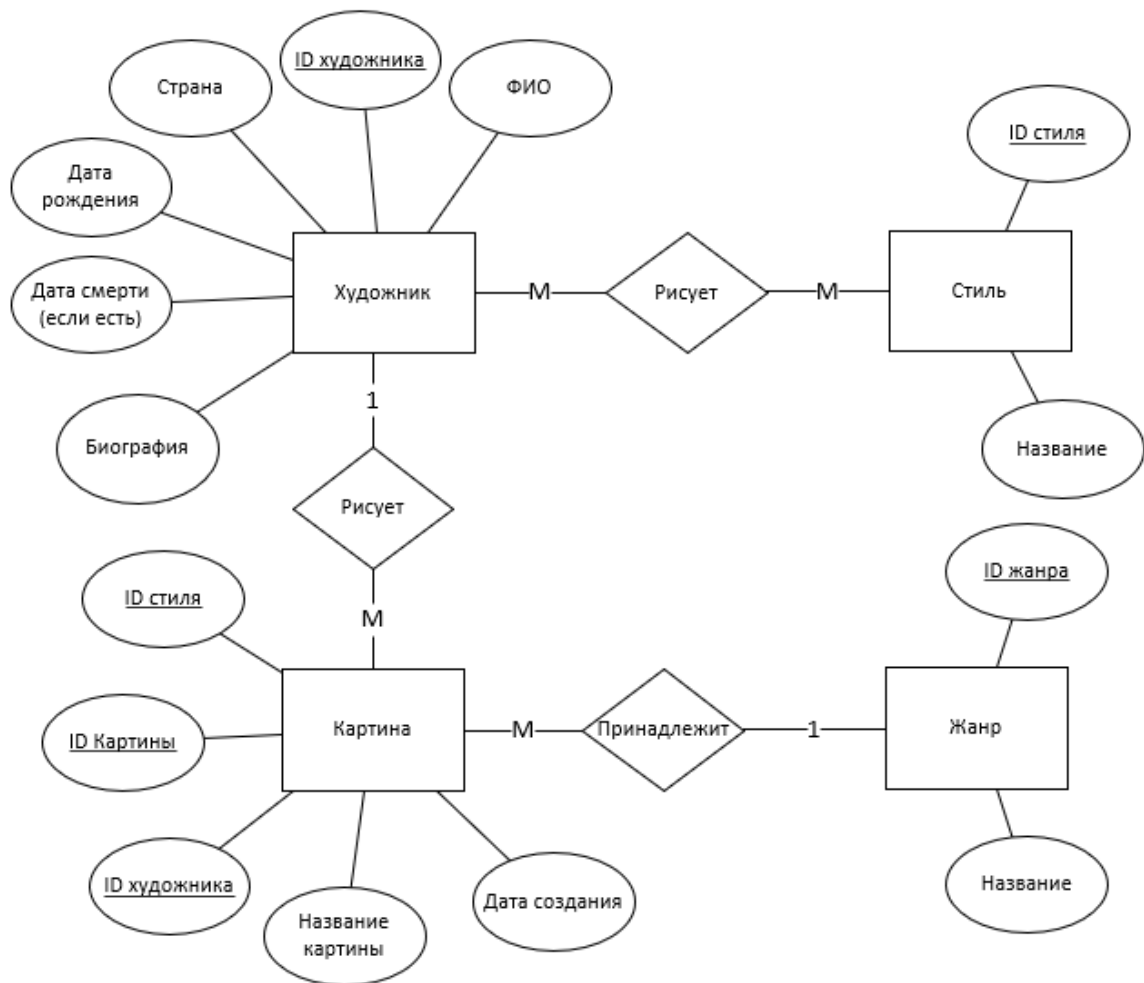 Страна
ID художника
ФИО
ID стиля
Дата
рождения
Дата смерти
(если есть)
Художник
М
Рисует
М
Стиль
1
Биография
Название
Рисует
ID стиля
ID жанра
М
ID Картины
Картина
М
Принадлежит
1
Жанр
ID художника
Название
картины
Дата создания
Название